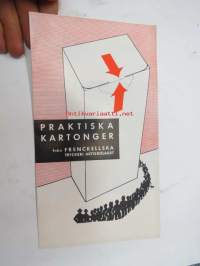 PRAKTISKA
KARTONGER
från FRENCKELLSKA
TRYCKERI AKTIEBOLAGET